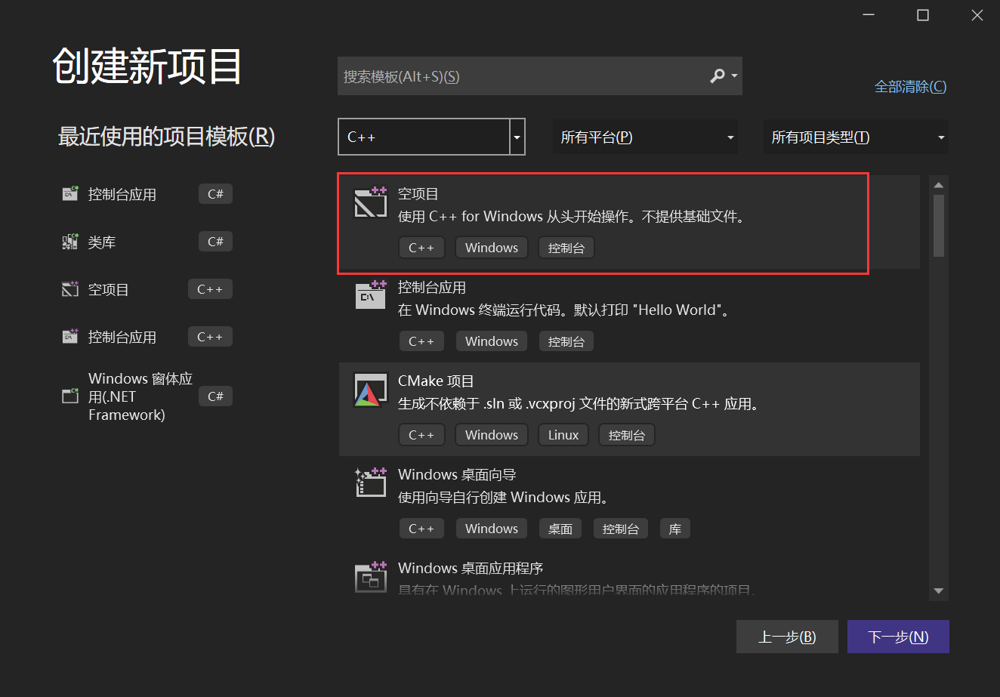 创建新项目
搜索模板(Alt+S)(S)
全部清除(C)
最近使用的项目模板(R)
C++
所有平台(P)
所有项目类型(T)
控制台应用
C#
类库
C#
空项目
C++
控制台应用
C++
Windows 窗体应
用(.NET
Framework)
C#
空项目
使用 C++ for Windows 从头开始操作。不提供基础文件。
C++
Windows
控制台
控制台应用
在 Windows 终端运行代码。默认打印 "Hello World"。
C++
Windows
控制台
CMake 项目
生成不依赖于 .sln 或 .vcxproj 文件的新式跨平台 C++ 应用。
C++
Windows
Linux
控制台
Windows 桌面向导
使用向导自行创建 Windows 应用。
C++
Windows
桌面
控制台
库
Windows 桌面应用程序
具有在 Windows 上运行的图形用户界面的应用程序的项目。
上一步(B)
下一步(N)